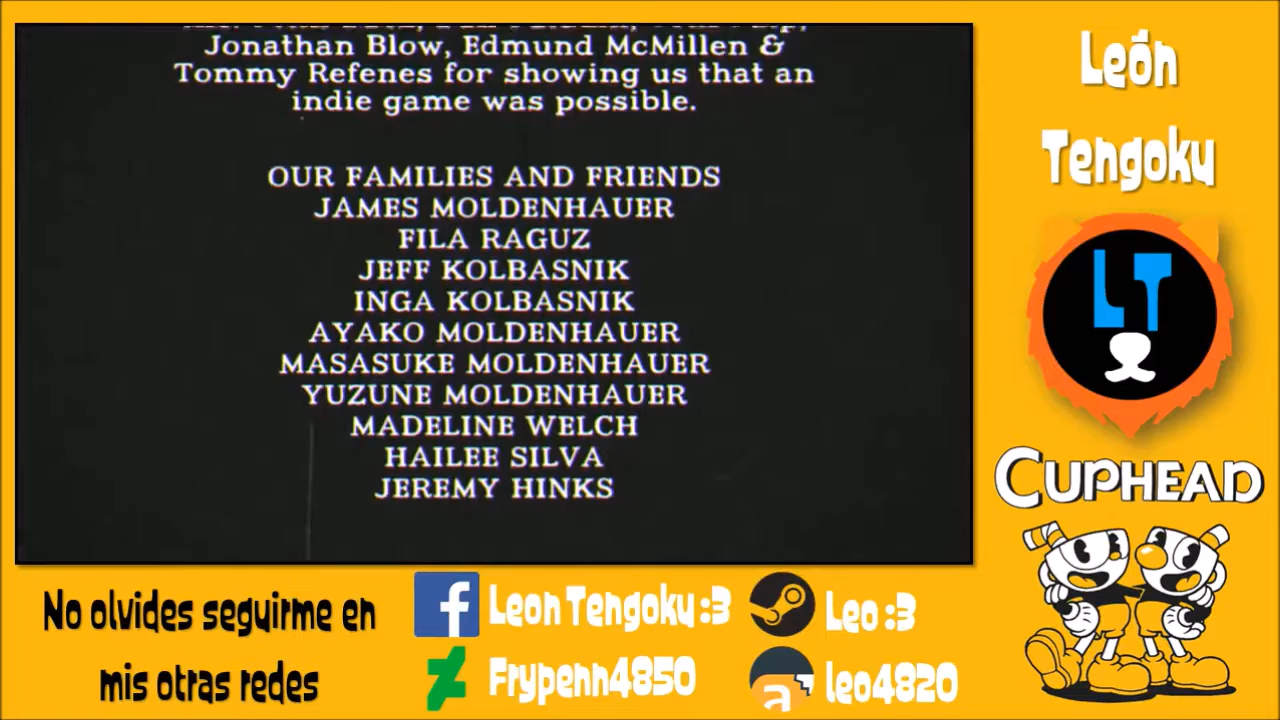 Jonathan Blow, Edmund McMillen &
Tommy Refenes for showing us that an
indie game was possible.
OUR FAMILIES AND FRIENDS
JAMES MOLDENHAUER
FILA RAGUZ
JEFF KOLBASNIK
INGA KOLBASNIK
AYAKO MOLDENHAUER
MASASUKE MOLDENHAUER
YUZUNE MOLDENHAUER
MADELINE WELCH
HAILEE SILVA
JEREMY HINKS
León
Tengoku
LT
CUPHEAD
No olvides seguirme en
mis otras redes
f Leon Tengoku :3
Frypenn4850
Leo :3
a leo4820